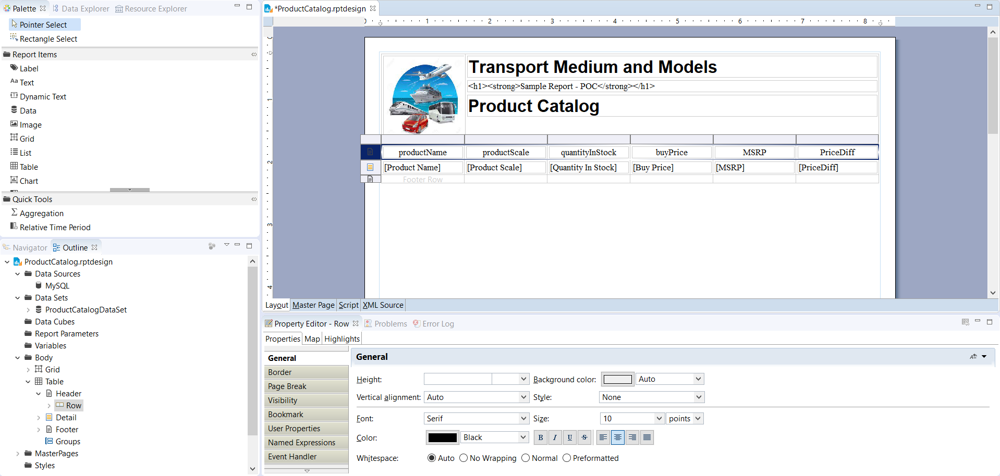 Palette
Data Explorer
Resource Explorer
Pointer Select
Rectangle Select
Report Items
Label
Aa Text
Dynamic Text
Data
Image
Grid
List
Table
Chart
Quick Tools
Σ Aggregation
Relative Time Period
Navigator
Outline
ProductCatalog.rptdesign
Data Sources
MySQL
Data Sets
ProductCatalogDataSet
Data Cubes
Report Parameters
Variables
Body
Grid
Table
Header
Row
Detail
Footer
Groups
MasterPages
Styles
*ProductCatalog.rptdesign
0 1 2 3 4 5 6 7 8
0
1
2
3
4
Transport Medium and Models
<h1><strong>Sample Report - POC</strong></h1>
Product Catalog
productName productScale quantityInStock buyPrice MSRP PriceDiff
[Product Name] [Product Scale] [Quantity In Stock] [Buy Price] [MSRP] [PriceDiff]
Footer Row
Layout Master Page Script XML Source
Property Editor - Row
Problems
Error Log
Properties Map Highlights
General
Border
Page Break
Visibility
Bookmark
User Properties
Named Expressions
Event Handler
General
Height: Background color: Auto
Vertical alignment: Auto Style: None
Font: Serif Size: 10 points
Color: Black B I U S
Whitespace: Auto No Wrapping Normal Preformatted